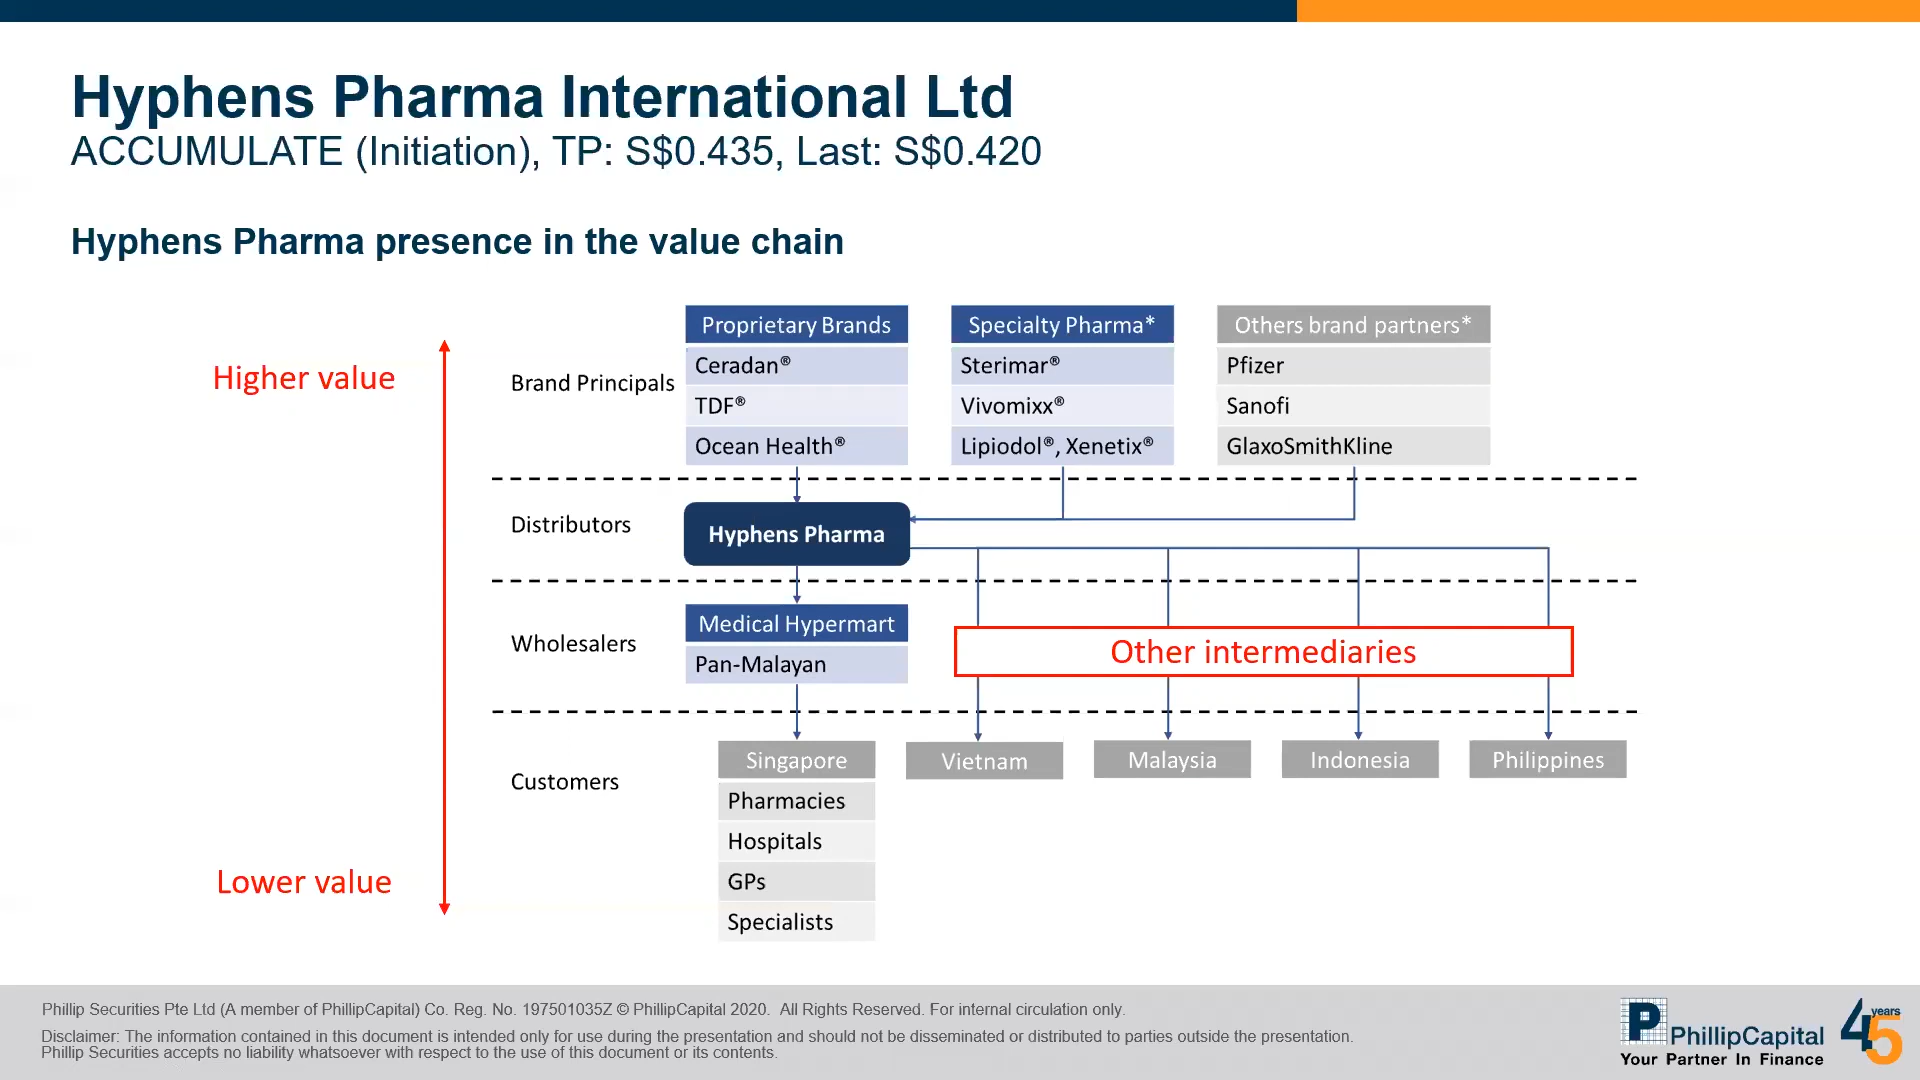 Hyphens Pharma International Ltd
ACCUMULATE (Initiation), TP: S$0.435, Last: S$0.420
Hyphens Pharma presence in the value chain
Higher value
Lower value
Brand Principals
Proprietary Brands
Ceradan®
TDF®
Ocean Health®
Specialty Pharma*
Sterimar®
Vivomixx®
Lipiodol®, Xenetix®
Others brand partners*
Pfizer
Sanofi
GlaxoSmithKline
Distributors
Hyphens Pharma
Wholesalers
Medical Hypermart
Pan-Malayan
Other intermediaries
Customers
Singapore
Pharmacies
Hospitals
GPs
Specialists
Vietnam
Malaysia
Indonesia
Philippines
Phillip Securities Pte Ltd (A member of PhillipCapital) Co. Reg. No. 197501035Z © PhillipCapital 2020. All Rights Reserved. For internal circulation only.
Disclaimer: The information contained in this document is intended only for use during the presentation and should not be disseminated or distributed to parties outside the presentation.
Phillip Securities accepts no liability whatsoever with respect to the use of this document or its contents.
P PhillipCapital
Your Partner In Finance
45 years